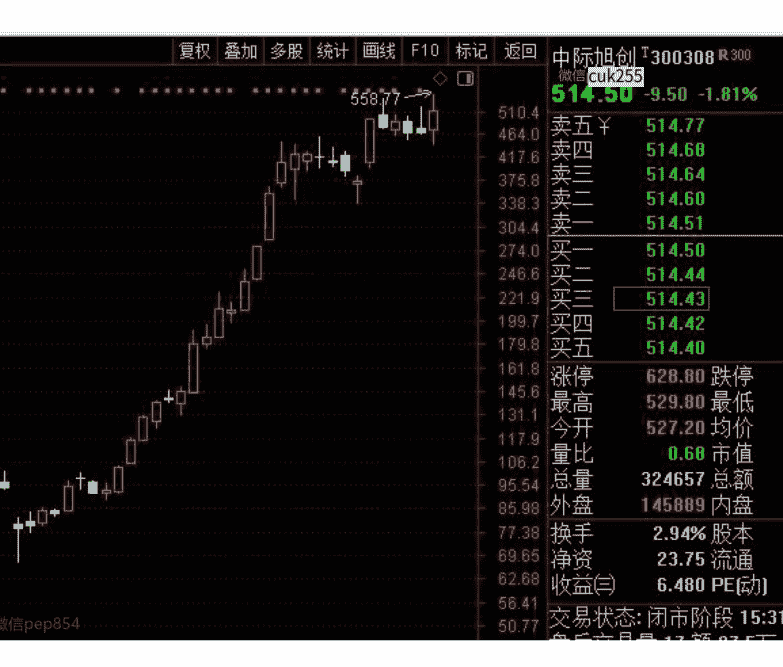 复权 叠加 多股 统计 画线 F10 标记 返回
中际旭创 T 300308 R 300
微信cuk255
514.50 -9.50 -1.81%
558.77
卖五 ¥ 514.77
卖四 514.68
卖三 514.64
卖二 514.60
卖一 514.51
买一 514.50
买二 514.44
买三 514.43
买四 514.42
买五 514.40
涨停 628.80 跌停
最高 529.80 最低
今开 527.20 均价
量比 0.68 市值
总量 324657 总额
外盘 145889 内盘
换手 2.94% 股本
净资 23.75 流通
收益㈢ 6.480 PE(动)
交易状态: 闭市阶段 15:31
510.4
464.0
417.6
375.8
338.3
304.4
274.0
246.6
221.9
199.7
179.8
161.8
145.6
131.1
117.9
106.2
95.54
85.98
77.38
69.65
62.68
56.41
50.77
微信pep854